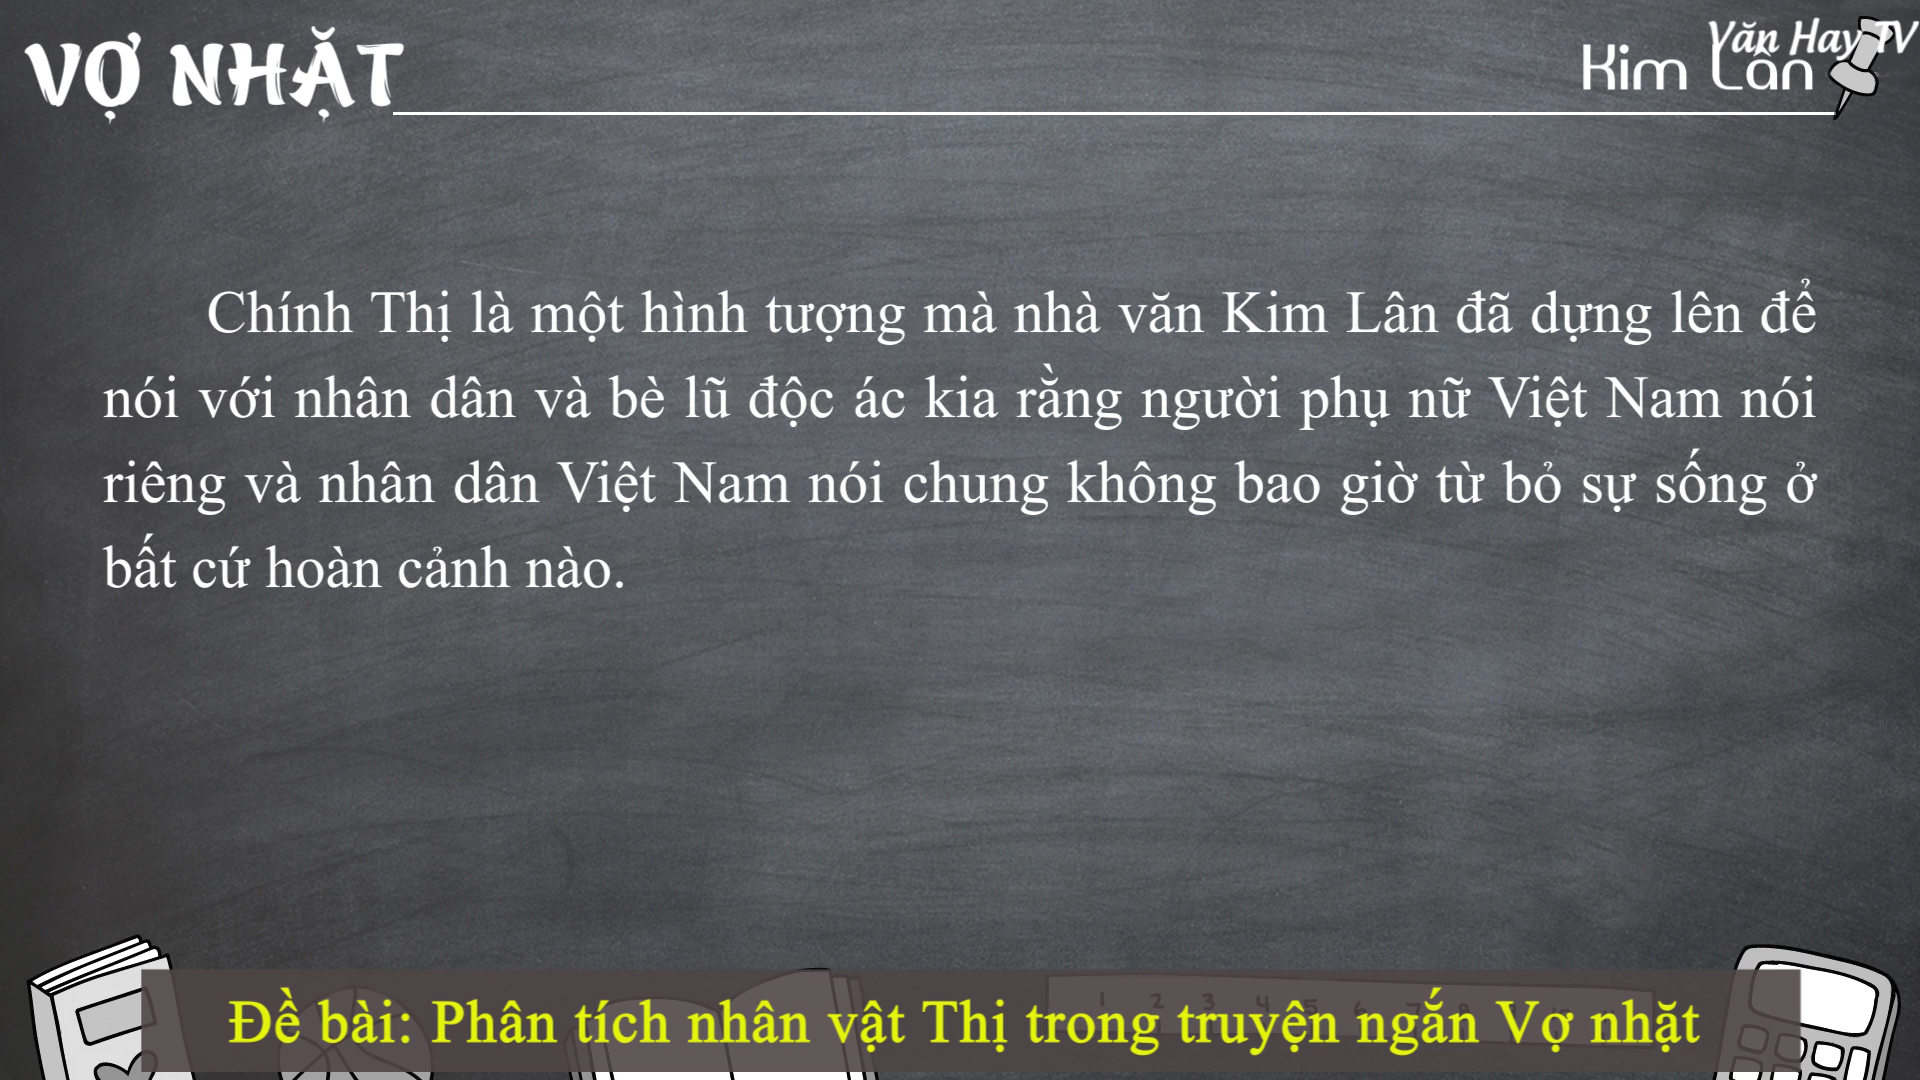 VỢ NHẶT
Văn Hay TV
Kim Lân
Chính Thị là một hình tượng mà nhà văn Kim Lân đã dựng lên để
nói với nhân dân và bè lũ độc ác kia rằng người phụ nữ Việt Nam nói
riêng và nhân dân Việt Nam nói chung không bao giờ từ bỏ sự sống ở
bất cứ hoàn cảnh nào.
Đề bài: Phân tích nhân vật Thị trong truyện ngắn Vợ nhặt